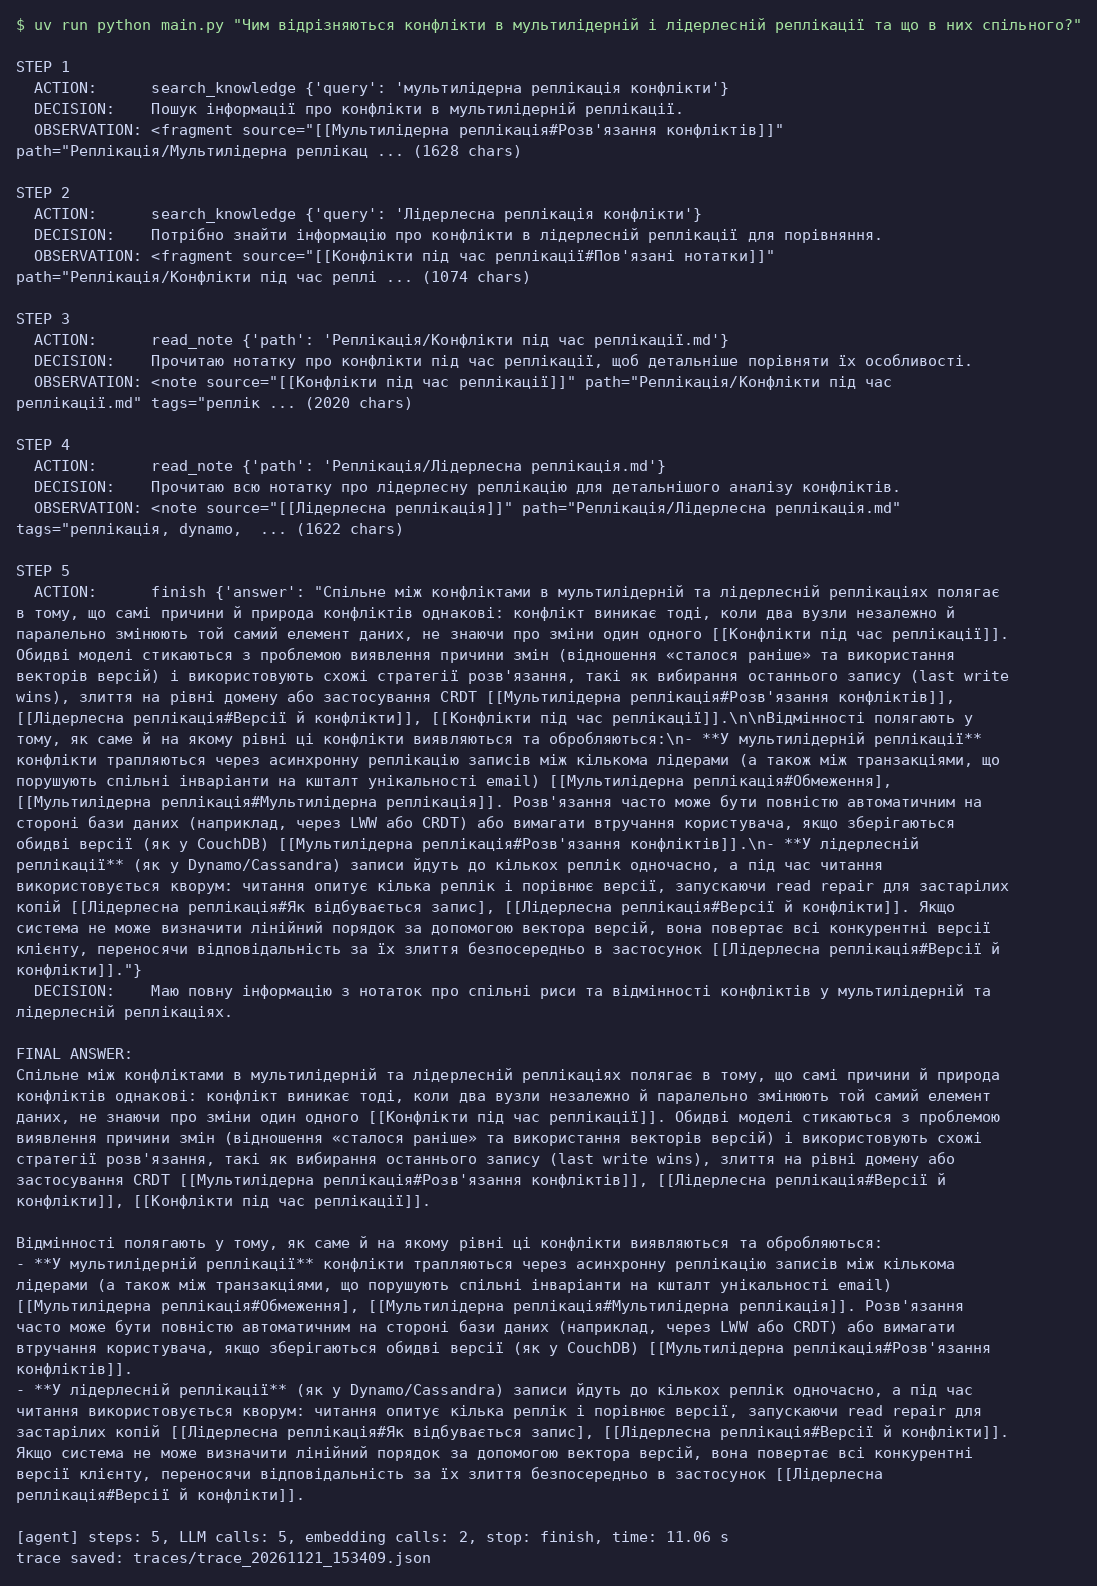 $ uv run python main.py "Чим відрізняються конфлікти в мультилідерній і лідерлесній реплікації та що в них спільного?"
STEP 1
ACTION: search_knowledge {'query': 'мультилідерна реплікація конфлікти'}
DECISION: Пошук інформації про конфлікти в мультилідерній реплікації.
OBSERVATION: <fragment source="[[Мультилідерна реплікація#Розв'язання конфліктів]]"
path="Реплікація/Мультилідерна реплікац ... (1628 chars)
STEP 2
ACTION: search_knowledge {'query': 'Лідерлесна реплікація конфлікти'}
DECISION: Потрібно знайти інформацію про конфлікти в лідерлесній реплікації для порівняння.
OBSERVATION: <fragment source="[[Конфлікти під час реплікації#Пов'язані нотатки]]"
path="Реплікація/Конфлікти під час реплі ... (1074 chars)
STEP 3
ACTION: read_note {'path': 'Реплікація/Конфлікти під час реплікації.md'}
DECISION: Прочитаю нотатку про конфлікти під час реплікації, щоб детальніше порівняти їх особливості.
OBSERVATION: <note source="[[Конфлікти під час реплікації]]" path="Реплікація/Конфлікти під час
реплікації.md" tags="реплік ... (2020 chars)
STEP 4
ACTION: read_note {'path': 'Реплікація/Лідерлесна реплікація.md'}
DECISION: Прочитаю всю нотатку про лідерлесну реплікацію для детальнішого аналізу конфліктів.
OBSERVATION: <note source="[[Лідерлесна реплікація]]" path="Реплікація/Лідерлесна реплікація.md"
tags="реплікація, dynamo,  ... (1622 chars)
STEP 5
ACTION: finish {'answer': "Спільне між конфліктами в мультилідерній та лідерлесній реплікаціях полягає
в тому, що самі причини й природа конфліктів однакові: конфлікт виникає тоді, коли два вузли незалежно й
паралельно змінюють той самий елемент даних, не знаючи про зміни один одного [[Конфлікти під час реплікації]].
Обидві моделі стикаються з проблемою виявлення причини змін (відношення «сталося раніше» та використання
векторів версій) і використовують схожі стратегії розв'язання, такі як вибирання останнього запису (last write
wins), злиття на рівні домену або застосування CRDT [[Мультилідерна реплікація#Розв'язання конфліктів]],
[[Лідерлесна реплікація#Версії й конфлікти]], [[Конфлікти під час реплікації]].\n\nВідмінності полягають у
тому, як саме й на якому рівні ці конфлікти виявляються та обробляються:\n- **У мультилідерній реплікації**
конфлікти трапляються через асинхронну реплікацію записів між кількома лідерами (а також між транзакціями, що
порушують спільні інваріанти на кшталт унікальності email) [[Мультилідерна реплікація#Обмеження],
[[Мультилідерна реплікація#Мультилідерна реплікація]]. Розв'язання часто може бути повністю автоматичним на
стороні бази даних (наприклад, через LWW або CRDT) або вимагати втручання користувача, якщо зберігаються
обидві версії (як у CouchDB) [[Мультилідерна реплікація#Розв'язання конфліктів]].\n- **У лідерлесній
реплікації** (як у Dynamo/Cassandra) записи йдуть до кількох реплік одночасно, а під час читання
використовується кворум: читання опитує кілька реплік і порівнює версії, запускаючи read repair для застарілих
копій [[Лідерлесна реплікація#Як відбувається запис], [[Лідерлесна реплікація#Версії й конфлікти]]. Якщо
система не може визначити лінійний порядок за допомогою вектора версій, вона повертає всі конкурентні версії
клієнту, переносячи відповідальність за їх злиття безпосередньо в застосунок [[Лідерлесна реплікація#Версії й
конфлікти]]."}
DECISION: Маю повну інформацію з нотаток про спільні риси та відмінності конфліктів у мультилідерній та
лідерлесній реплікаціях.
FINAL ANSWER:
Спільне між конфліктами в мультилідерній та лідерлесній реплікаціях полягає в тому, що самі причини й природа
конфліктів однакові: конфлікт виникає тоді, коли два вузли незалежно й паралельно змінюють той самий елемент
даних, не знаючи про зміни один одного [[Конфлікти під час реплікації]]. Обидві моделі стикаються з проблемою
виявлення причини змін (відношення «сталося раніше» та використання векторів версій) і використовують схожі
стратегії розв'язання, такі як вибирання останнього запису (last write wins), злиття на рівні домену або
застосування CRDT [[Мультилідерна реплікація#Розв'язання конфліктів]], [[Лідерлесна реплікація#Версії й
конфлікти]], [[Конфлікти під час реплікації]].
Відмінності полягають у тому, як саме й на якому рівні ці конфлікти виявляються та обробляються:
- **У мультилідерній реплікації** конфлікти трапляються через асинхронну реплікацію записів між кількома
лідерами (а також між транзакціями, що порушують спільні інваріанти на кшталт унікальності email)
[[Мультилідерна реплікація#Обмеження], [[Мультилідерна реплікація#Мультилідерна реплікація]]. Розв'язання
часто може бути повністю автоматичним на стороні бази даних (наприклад, через LWW або CRDT) або вимагати
втручання користувача, якщо зберігаються обидві версії (як у CouchDB) [[Мультилідерна реплікація#Розв'язання
конфліктів]].
- **У лідерлесній реплікації** (як у Dynamo/Cassandra) записи йдуть до кількох реплік одночасно, а під час
читання використовується кворум: читання опитує кілька реплік і порівнює версії, запускаючи read repair для
застарілих копій [[Лідерлесна реплікація#Як відбувається запис], [[Лідерлесна реплікація#Версії й конфлікти]].
Якщо система не може визначити лінійний порядок за допомогою вектора версій, вона повертає всі конкурентні
версії клієнту, переносячи відповідальність за їх злиття безпосередньо в застосунок [[Лідерлесна
реплікація#Версії й конфлікти]].
[agent] steps: 5, LLM calls: 5, embedding calls: 2, stop: finish, time: 11.06 s
trace saved: traces/trace_20261121_153409.json